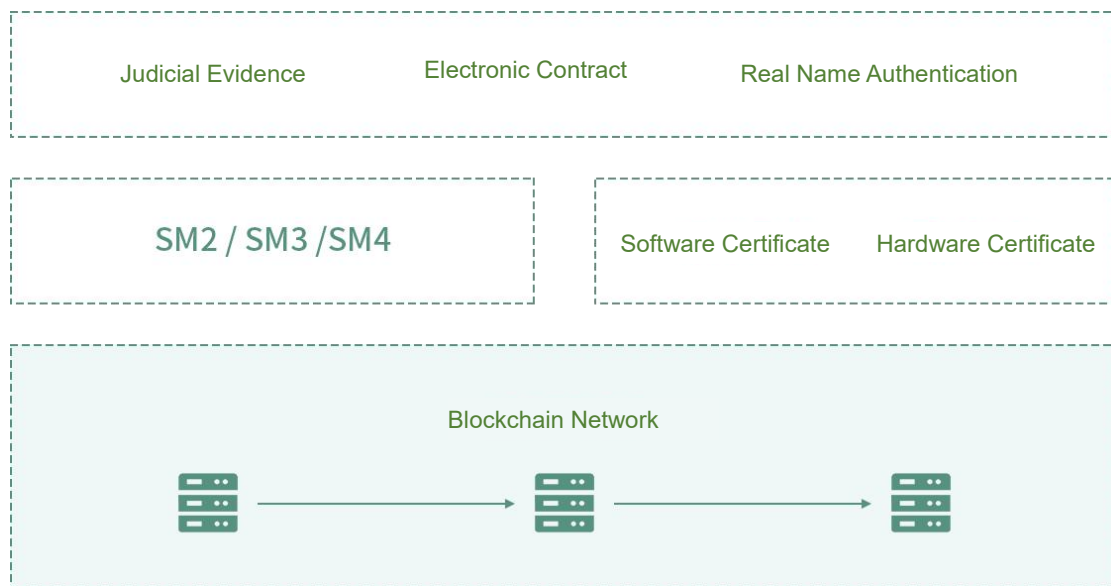 Judicial Evidence
Electronic Contract
Real Name Authentication
SM2 / SM3 /SM4
Software Certificate
Hardware Certificate
Blockchain Network